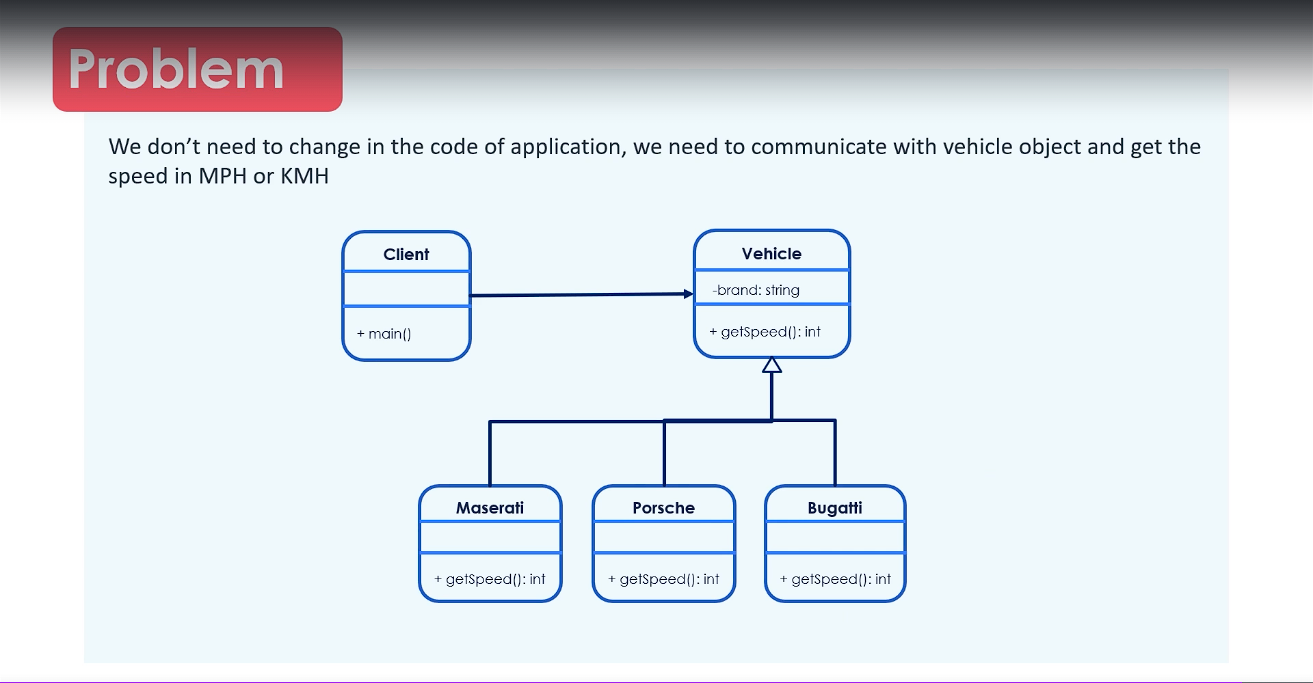 Problem
We don’t need to change in the code of application, we need to communicate with vehicle object and get the
speed in MPH or KMH
Client
+ main()
Vehicle
-brand: string
+ getSpeed(): int
Maserati
+ getSpeed(): int
Porsche
+ getSpeed(): int
Bugatti
+ getSpeed(): int